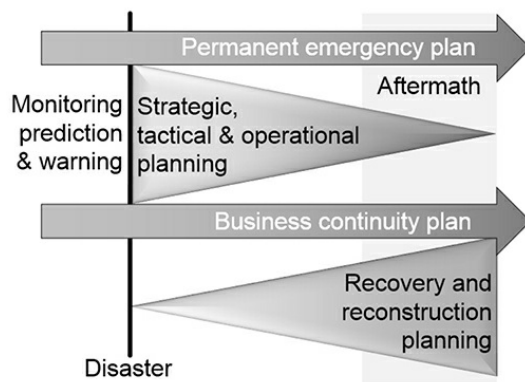 Permanent emergency plan
Aftermath
Monitoring
prediction
& warning
Strategic,
tactical & operational
planning
Business continuity plan
Recovery and
reconstruction
planning
Disaster